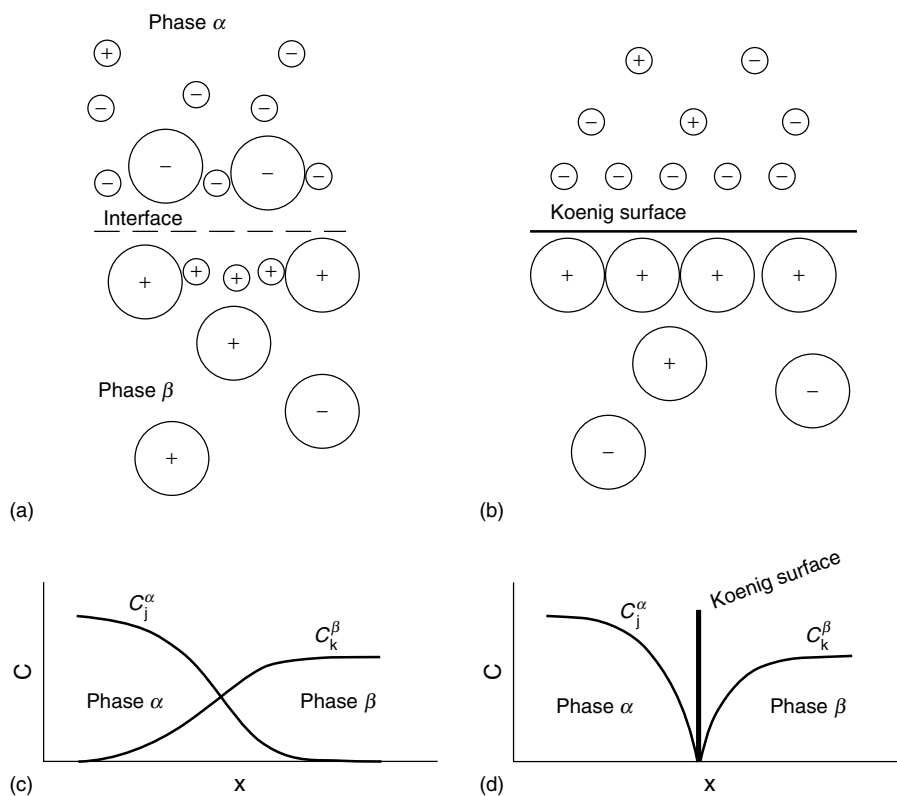 Phase α
+ −
− − −
− − − − −
Interface
+ + + + +
+
Phase β
−
+
(a)
+ −
− + −
− − − − −
Koenig surface
+ + + +
+
−
−
(b)
C
C_j^α
C_k^β
Phase α
Phase β
x
(c)
C
C_j^α
Koenig surface
C_k^β
Phase α
Phase β
x
(d)